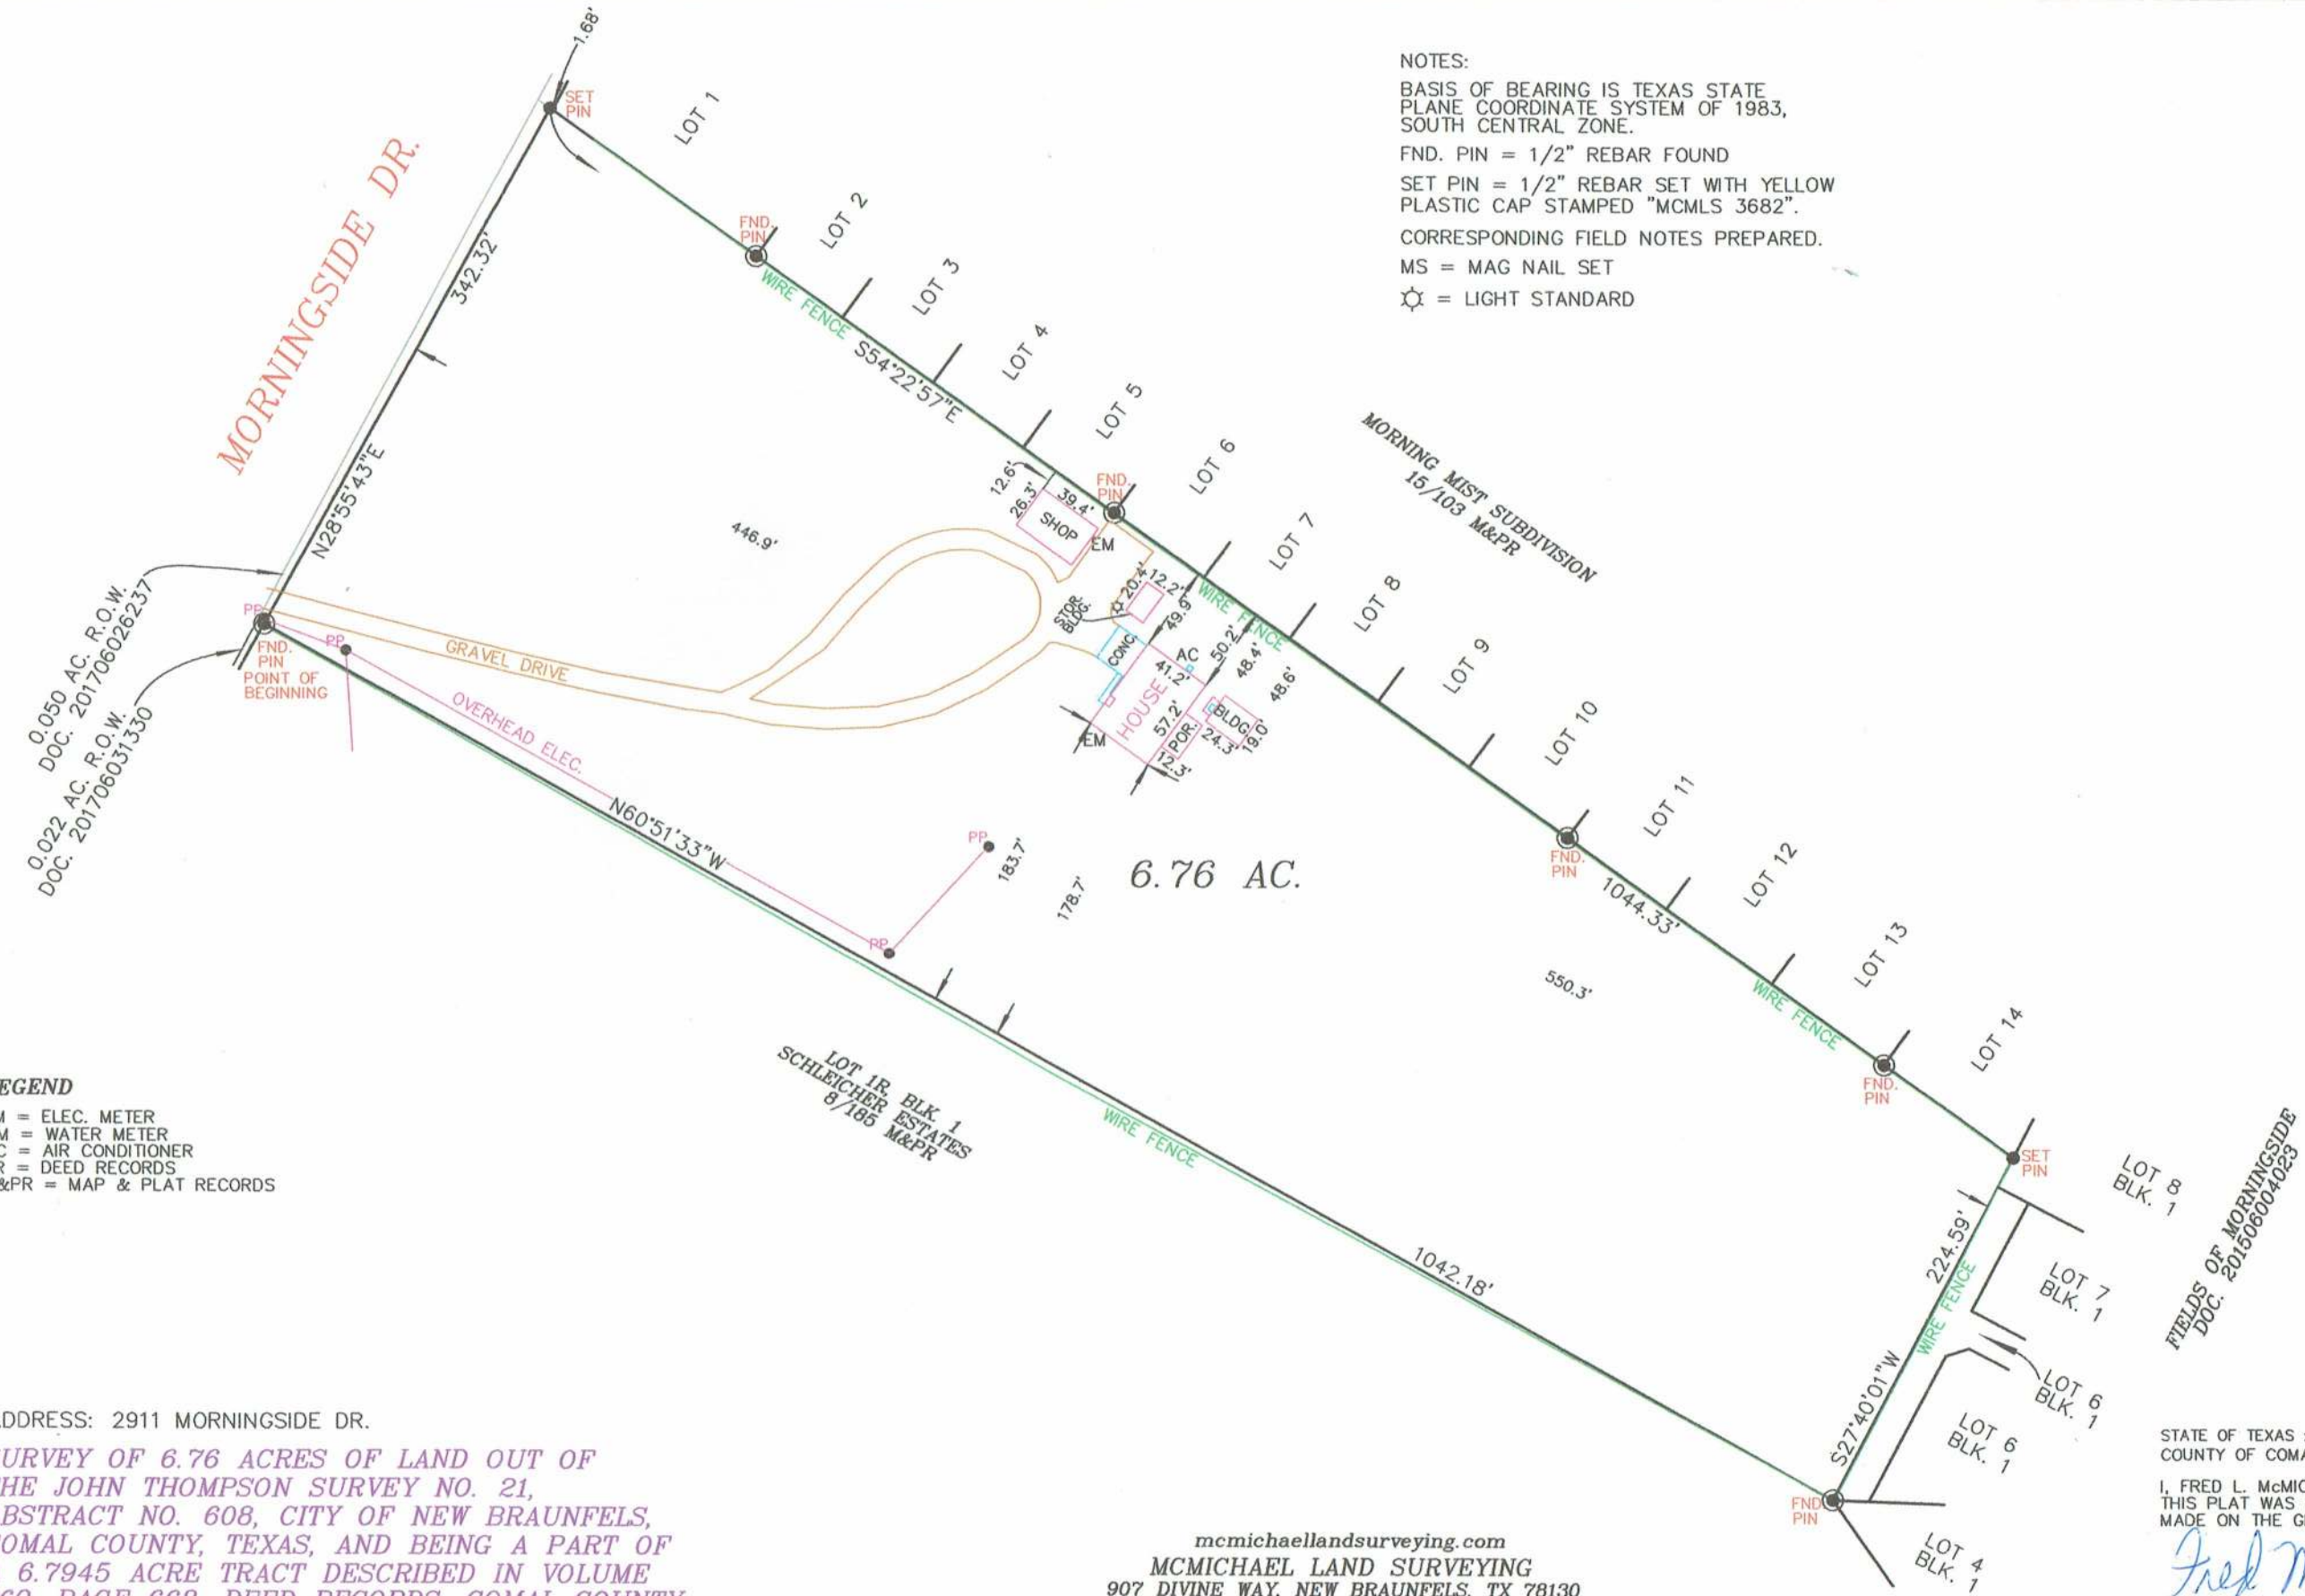 1.68'
SET
PIN
LOT 1
MORNINGSIDE DR.
342.32'
N28°55'43"E
FND.
PIN
LOT 2
WIRE FENCE
S54°22'57"E
LOT 3
LOT 4
LOT 5
LOT 6
LOT 7
LOT 8
LOT 9
LOT 10
LOT 11
LOT 12
LOT 13
LOT 14
NOTES:
BASIS OF BEARING IS TEXAS STATE
PLANE COORDINATE SYSTEM OF 1983,
SOUTH CENTRAL ZONE.
FND. PIN = 1/2" REBAR FOUND
SET PIN = 1/2" REBAR SET WITH YELLOW
PLASTIC CAP STAMPED "MCMLS 3682".
CORRESPONDING FIELD NOTES PREPARED.
MS = MAG NAIL SET
= LIGHT STANDARD
MORNING MIST SUBDIVISION
15/103 M&PR
12.6'
26.3'
39.4'
SHOP
FND.
PIN
EM
446.9'
20.4'
12.2'
STOR.
BLDG.
49.9'
WIRE FENCE
CONC.
AC
41.2'
50.2'
48.4'
48.6'
HOUSE
57.2'
BLDG.
POR.
24.3'
19.0'
12.3'
EM
0.050 AC. R.O.W.
DOC. 201706026237
0.022 AC. R.O.W.
DOC. 201706031330
PP
FND.
PIN
POINT OF
BEGINNING
PP
GRAVEL DRIVE
OVERHEAD ELEC.
N60°51'33"W
PP
183.7'
178.7'
PP
6.76 AC.
FND.
PIN
1044.33'
550.3'
WIRE FENCE
FND.
PIN
SET
PIN
LOT 1R, BLK. 1
SCHLEICHER ESTATES
8/185 M&PR
WIRE FENCE
1042.18'
LOT 8
BLK. 1
FIELDS OF MORNINGSIDE
DOC. 201506004023
224.59'
WIRE FENCE
S27°40'01"W
LOT 7
BLK. 1
LOT 6
BLK. 1
LOT 6
BLK. 1
FND
PIN
LOT 4
BLK. 1
EGEND
M = ELEC. METER
M = WATER METER
C = AIR CONDITIONER
R = DEED RECORDS
&PR = MAP & PLAT RECORDS
DDRESS: 2911 MORNINGSIDE DR.
URVEY OF 6.76 ACRES OF LAND OUT OF
HE JOHN THOMPSON SURVEY NO. 21,
BSTRACT NO. 608, CITY OF NEW BRAUNFELS,
OMAL COUNTY, TEXAS, AND BEING A PART OF
6.7945 ACRE TRACT DESCRIBED IN VOLUME
PAGE 668, DEED RECORDS, COMAL COUNTY
mcmichaellandsurveying.com
MCMICHAEL LAND SURVEYING
907 DIVINE WAY, NEW BRAUNFELS, TX 78130
STATE OF TEXAS
COUNTY OF COMA
I, FRED L. McMIC
THIS PLAT WAS
MADE ON THE G
Fred M